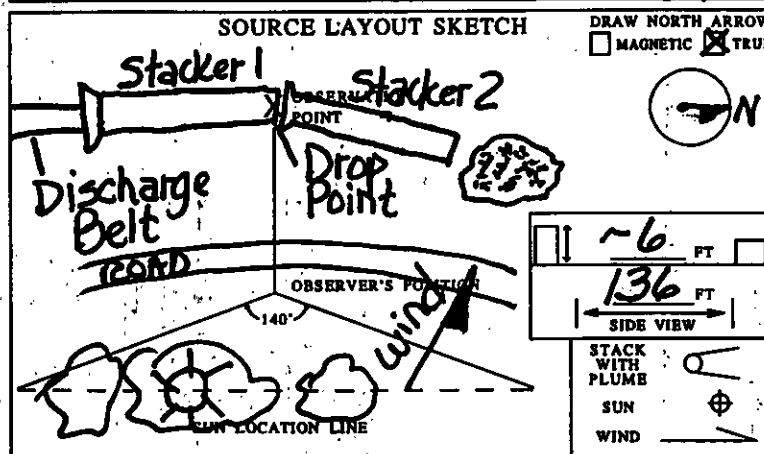 SOURCE LAYOUT SKETCH
DRAW NORTH ARROW
MAGNETIC TRUE
Stacker 1
Stacker 2
OBSERVATION
POINT
N
Discharge
Belt
Drop
Point
ROAD
~6 FT
136 FT
SIDE VIEW
OBSERVER'S POSITION
140°
wind
STACK
WITH
PLUME
SUN
WIND
SUN LOCATION LINE